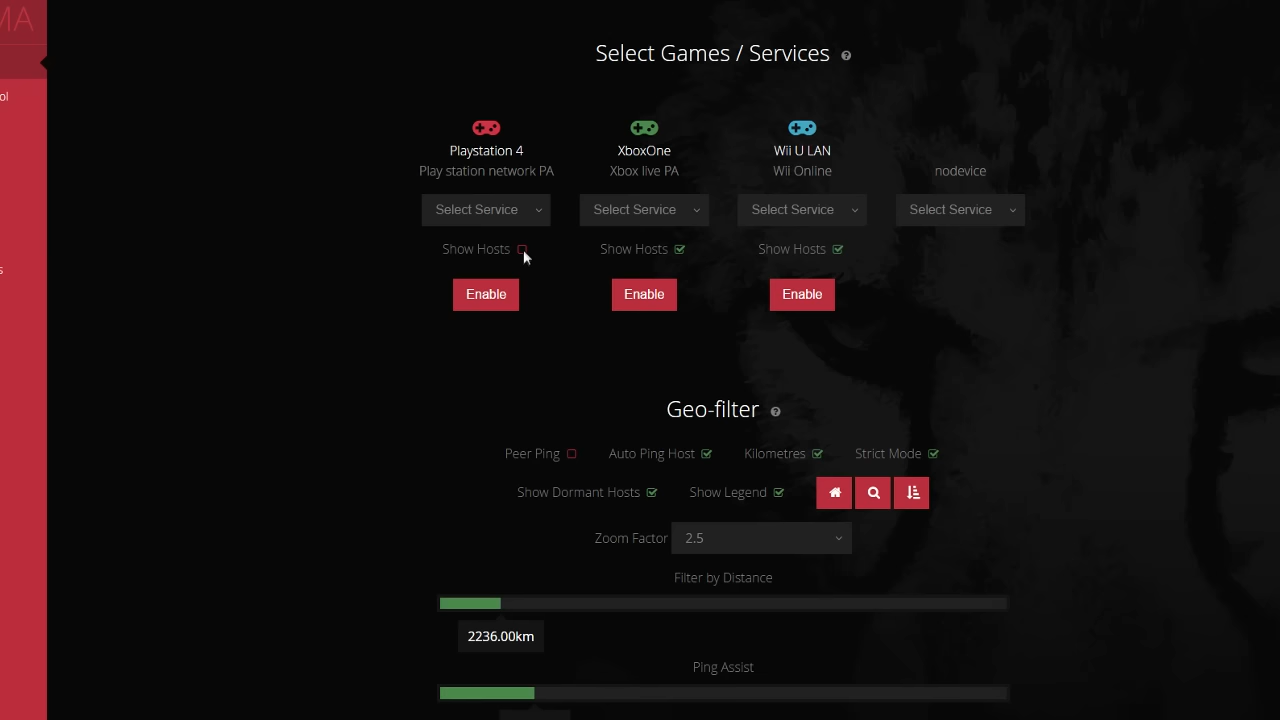 MA
Select Games / Services
ol
s
Playstation 4
Play station network PA
Select Service
Show Hosts
Enable
XboxOne
Xbox live PA
Select Service
Show Hosts
Enable
Wii U LAN
Wii Online
Select Service
Show Hosts
Enable
nodevice
Select Service
Geo-filter
Peer Ping Auto Ping Host Kilometres Strict Mode
Show Dormant Hosts Show Legend
Zoom Factor 2.5
Filter by Distance
2236.00km
Ping Assist